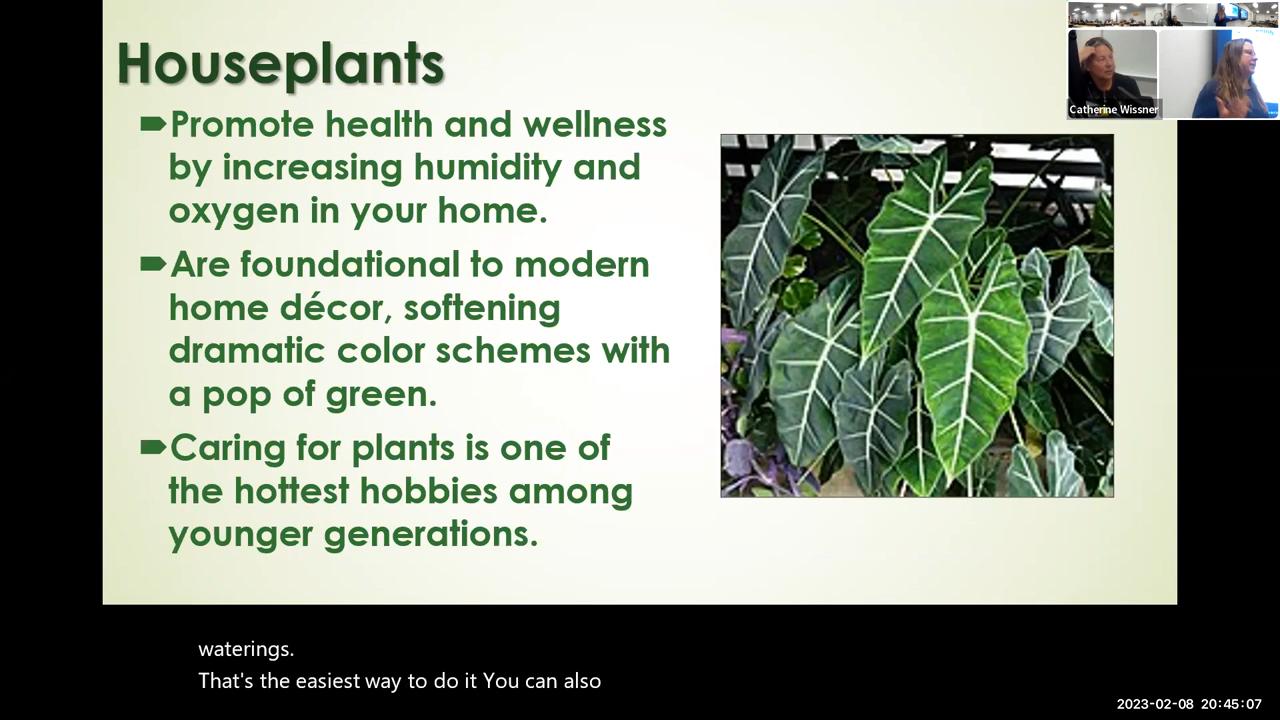 Houseplants
Promote health and wellness
by increasing humidity and
oxygen in your home.
Are foundational to modern
home décor, softening
dramatic color schemes with
a pop of green.
Caring for plants is one of
the hottest hobbies among
younger generations.
Catherine Wissner
waterings.
That's the easiest way to do it You can also
2023-02-08 20:45:07